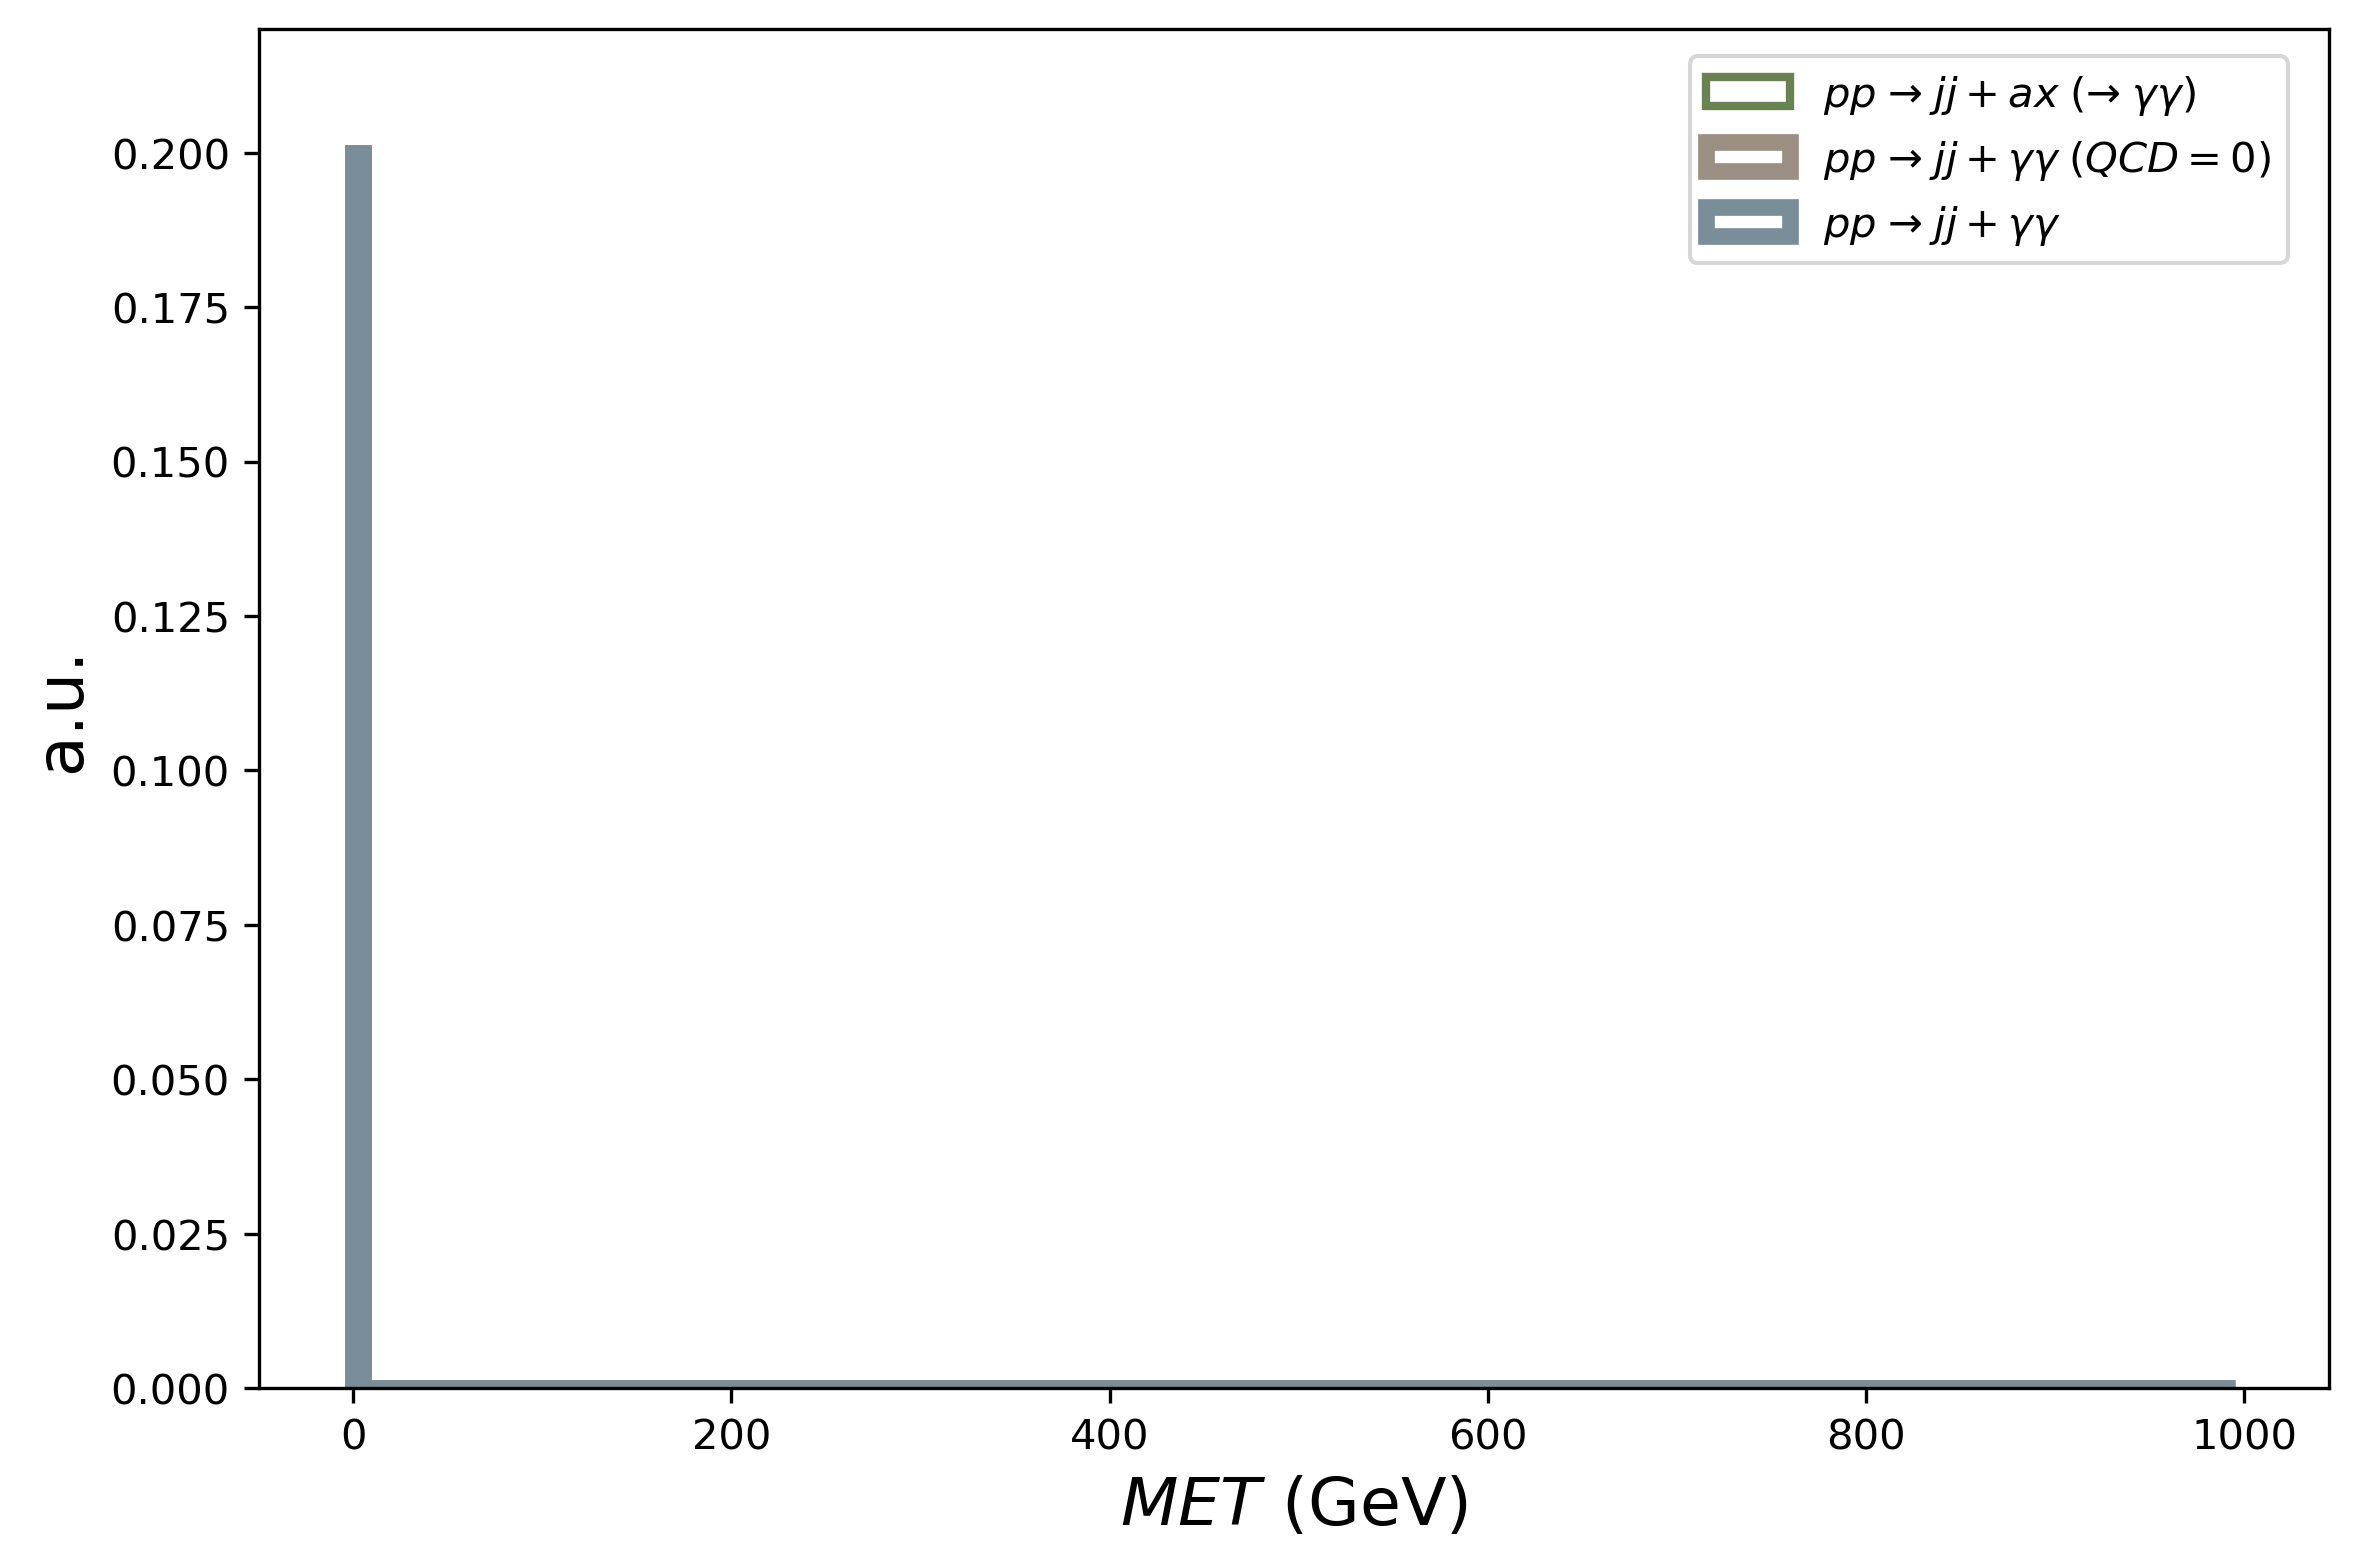 pp → jj + ax (→ γγ)
pp → jj + γγ (QCD = 0)
pp → jj + γγ
0.200
0.175
0.150
0.125
0.100
0.075
0.050
0.025
0.000
a.u.
0 200 400 600 800 1000
MET (GeV)